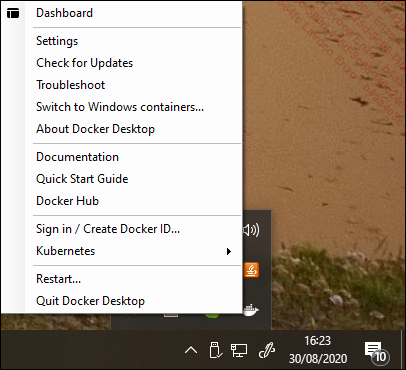 Dashboard
Settings
Check for Updates
Troubleshoot
Switch to Windows containers...
About Docker Desktop
Documentation
Quick Start Guide
Docker Hub
Sign in / Create Docker ID...
Kubernetes
Restart...
Quit Docker Desktop
16:23
30/08/2020
10